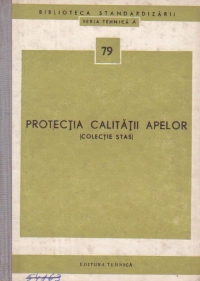 BIBLIOTECA STANDARDIZĂRII
SERIA TEHNICĂ A
79
PROTECȚIA CALITĂȚII APELOR
(COLECȚIE STAS)
EDITURA TEHNICĂ